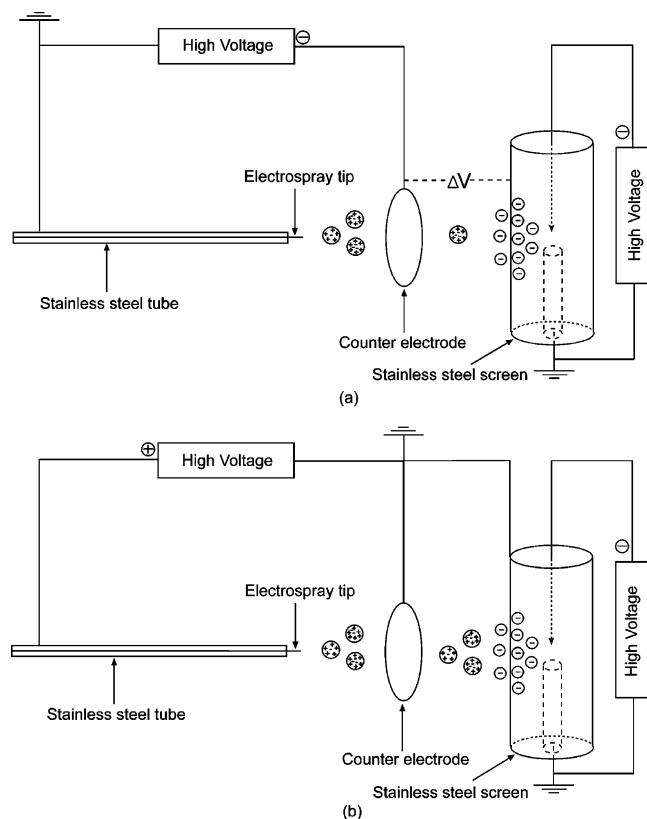 High Voltage
⊖
⊖
Electrospray tip
ΔV
High Voltage
Stainless steel tube
Counter electrode
Stainless steel screen
(a)
⊕
High Voltage
⊖
Electrospray tip
High Voltage
Stainless steel tube
Counter electrode
Stainless steel screen
(b)